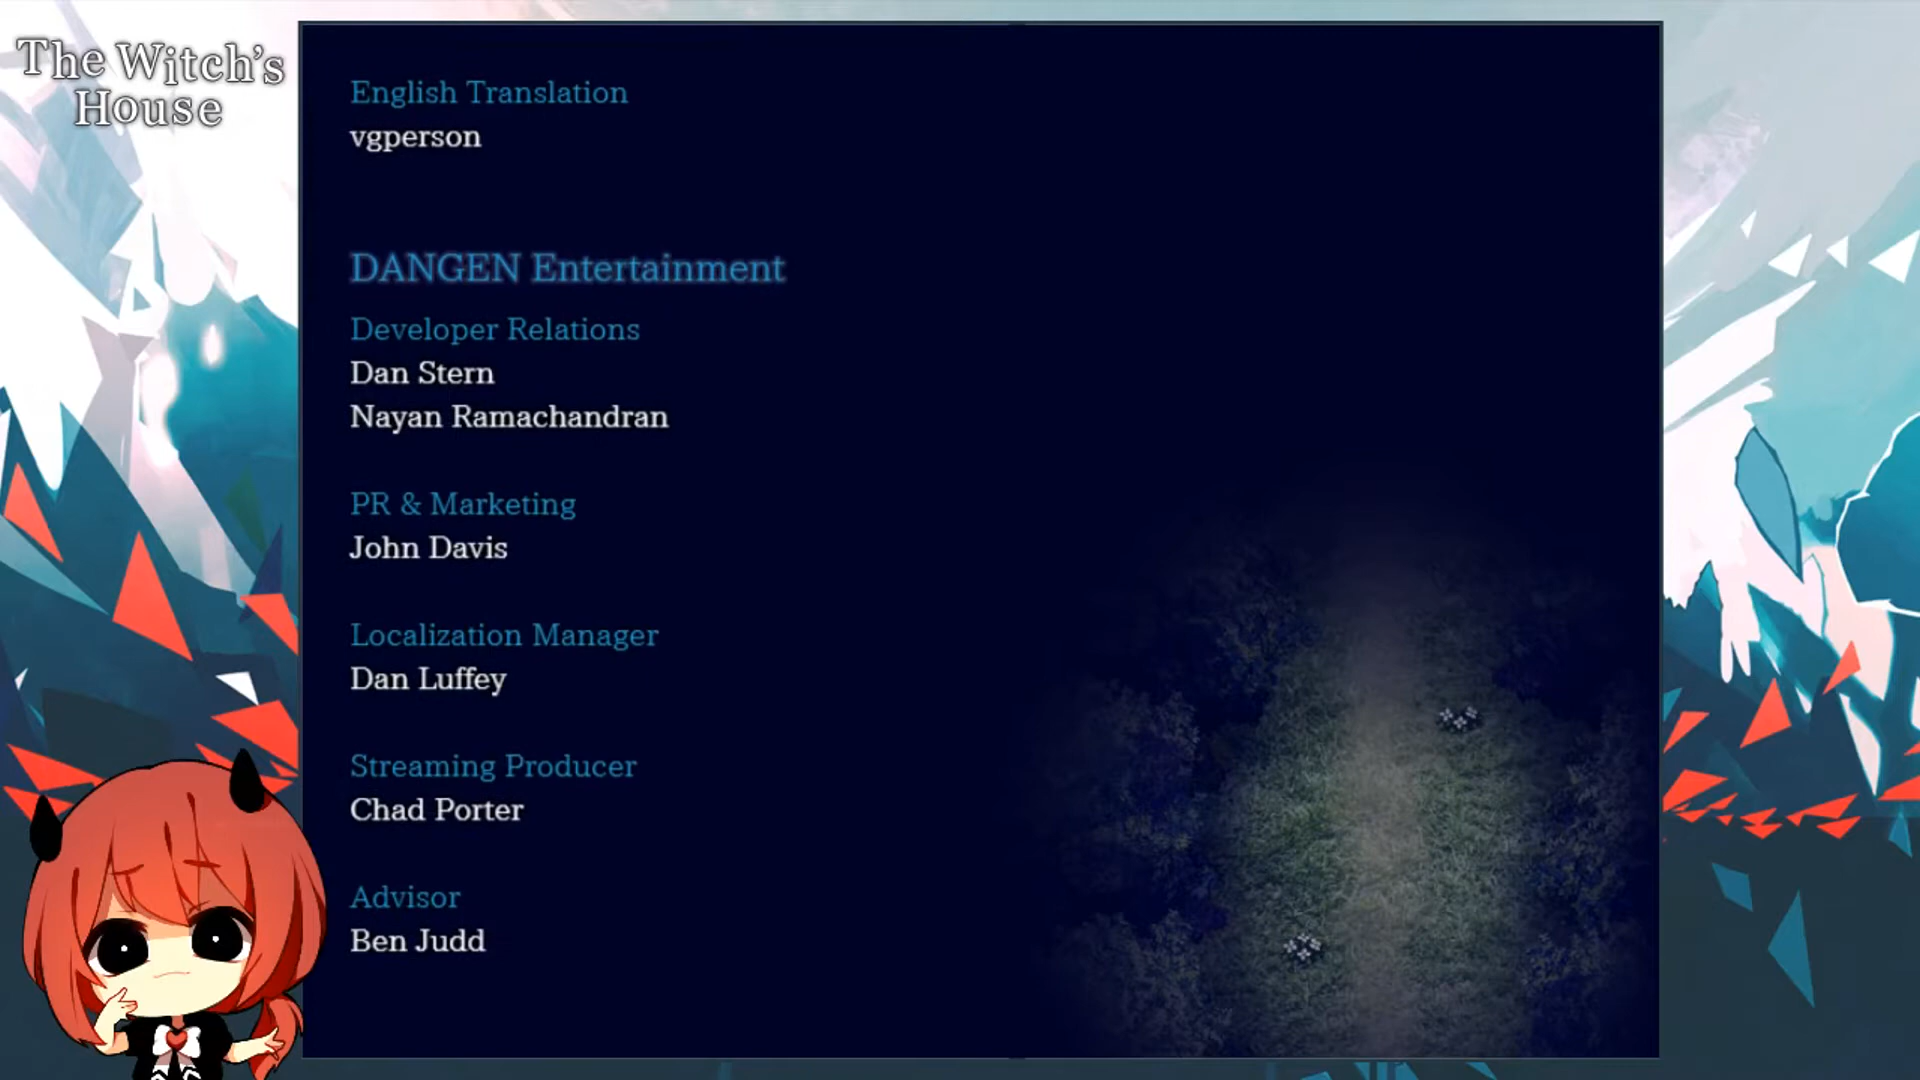 The Witch's
House
English Translation
vgperson
DANGEN Entertainment
Developer Relations
Dan Stern
Nayan Ramachandran
PR & Marketing
John Davis
Localization Manager
Dan Luffey
Streaming Producer
Chad Porter
Advisor
Ben Judd